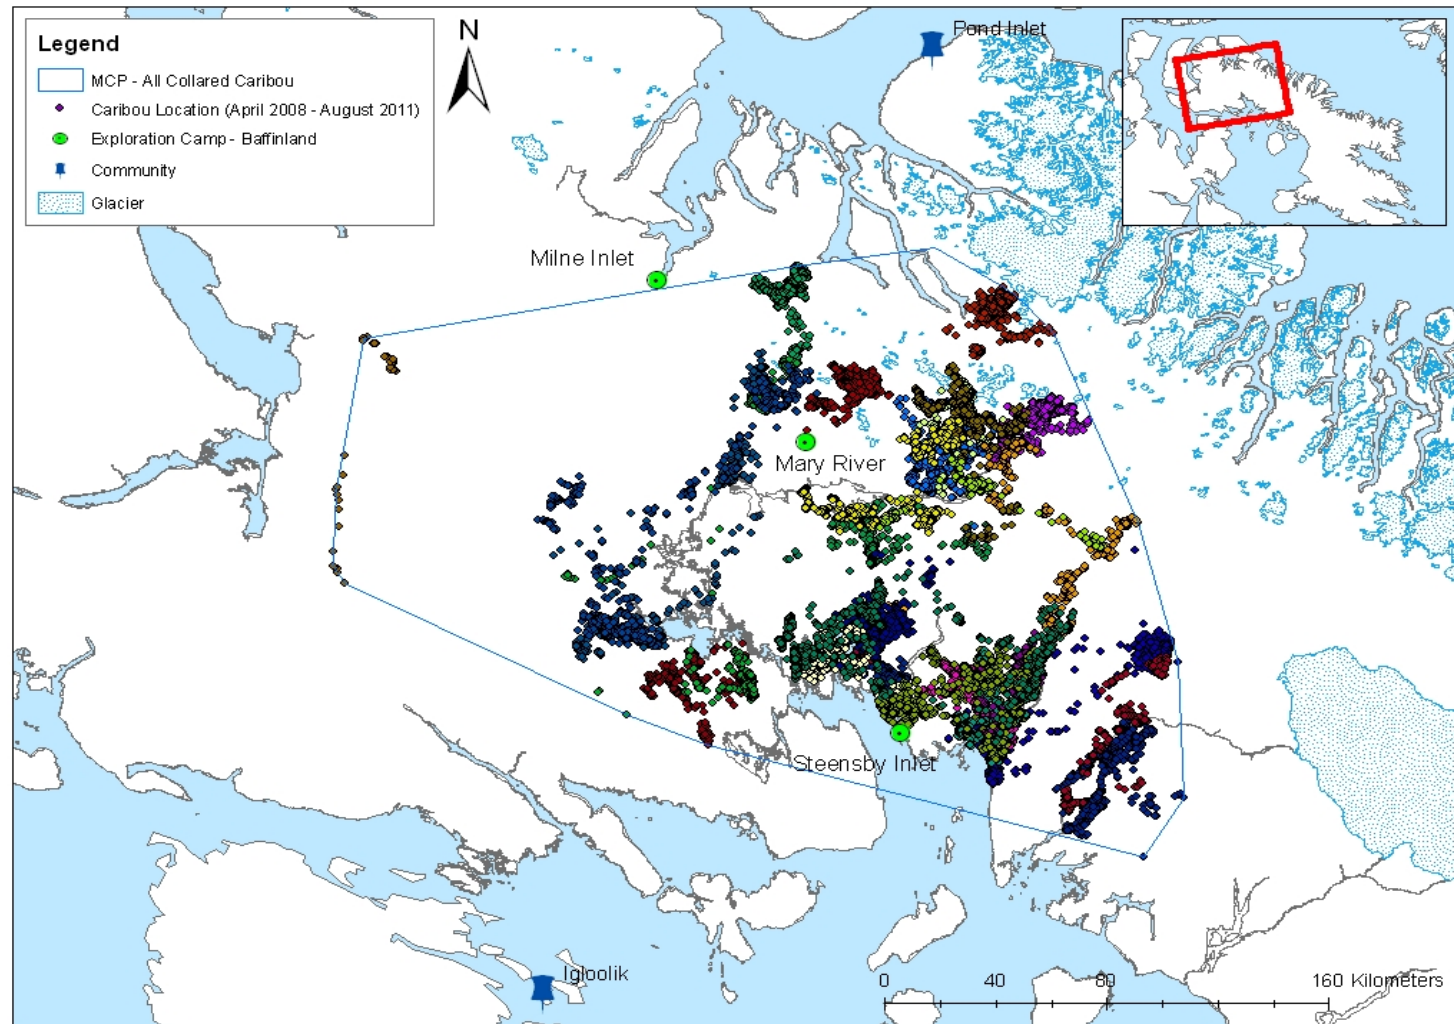 Legend
MCP - All Collared Caribou
Caribou Location (April 2008 - August 2011)
Exploration Camp - Baffinland
Community
Glacier
N
Pond Inlet
Milne Inlet
Mary River
Steensby Inlet
Igloolik
0 40 80 160 Kilometers